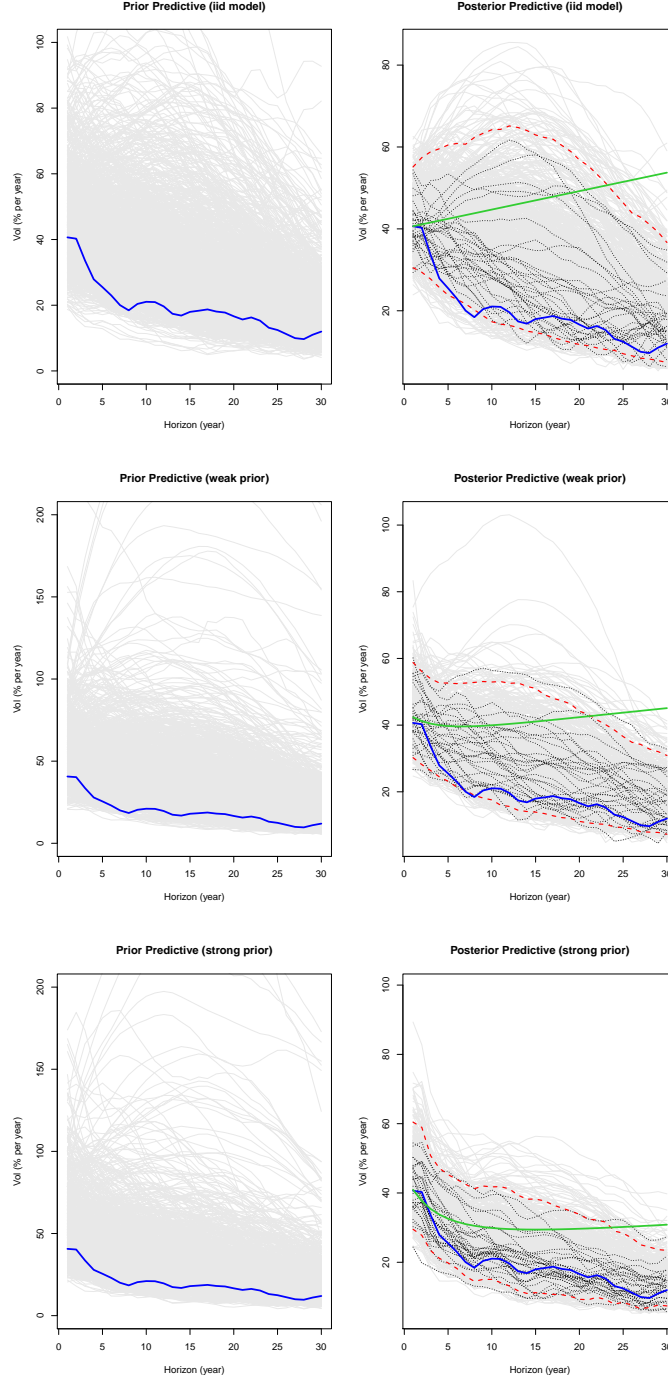 Prior Predictive (iid model)
Vol (% per year)
0
20
40
60
80
100
0 5 10 15 20 25 30
Horizon (year)
Posterior Predictive (iid model)
Vol (% per year)
20
40
60
80
0 5 10 15 20 25 30
Horizon (year)
Prior Predictive (weak prior)
Vol (% per year)
0
50
100
150
200
0 5 10 15 20 25 30
Horizon (year)
Posterior Predictive (weak prior)
Vol (% per year)
20
40
60
80
100
0 5 10 15 20 25 30
Horizon (year)
Prior Predictive (strong prior)
Vol (% per year)
0
50
100
150
200
0 5 10 15 20 25 30
Horizon (year)
Posterior Predictive (strong prior)
Vol (% per year)
20
40
60
80
100
0 5 10 15 20 25 30
Horizon (year)